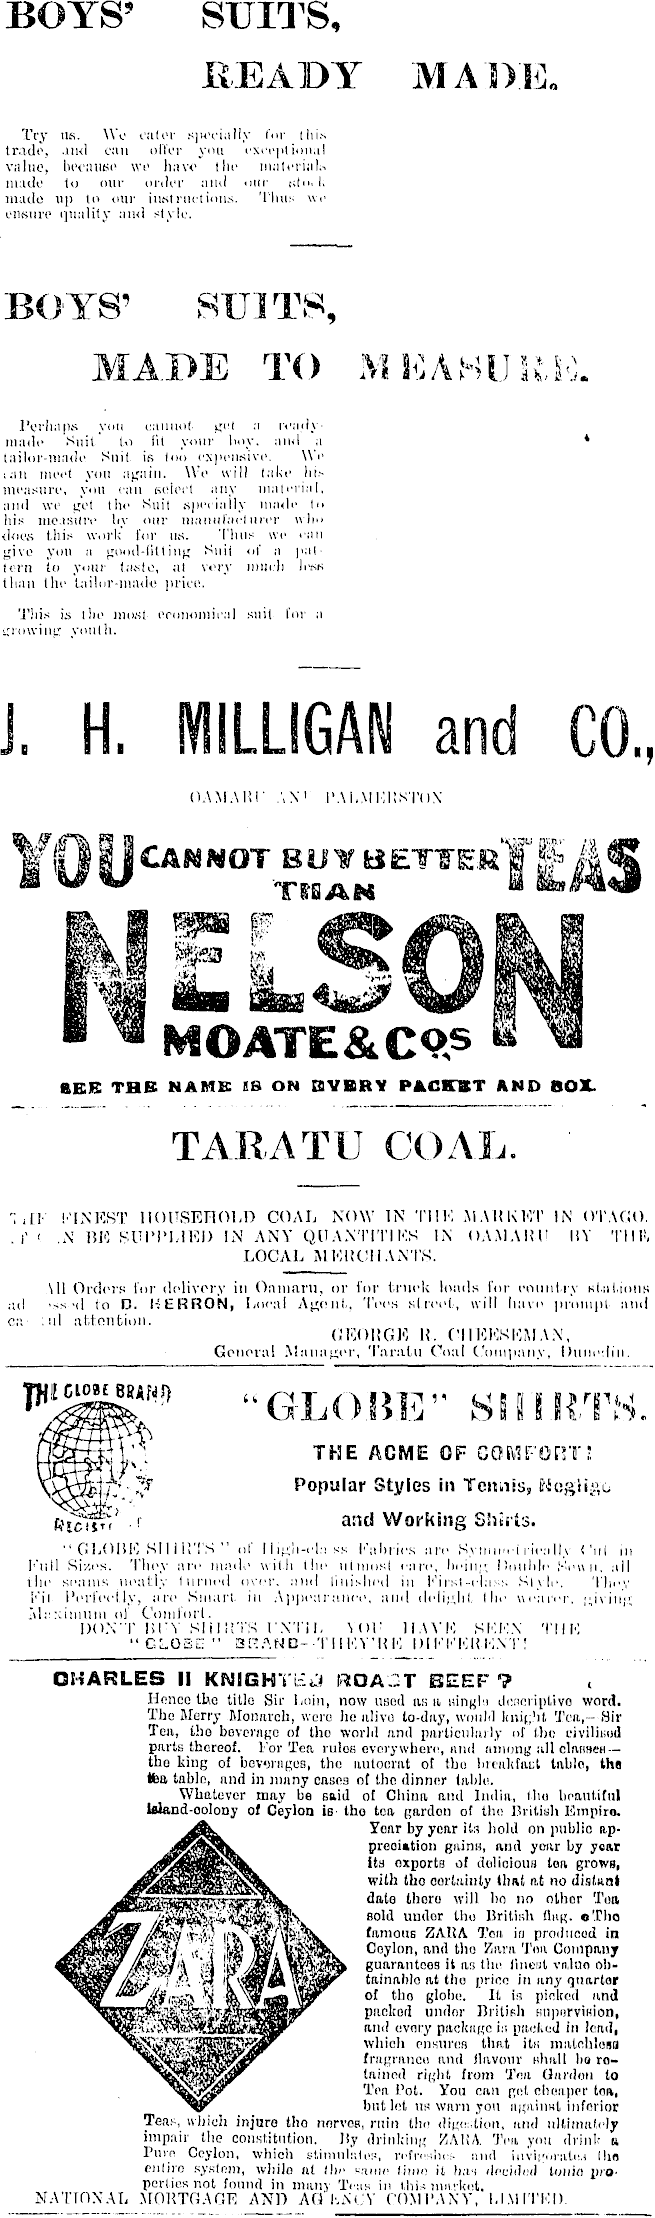 BOYS' SUITS,
READY MADE.
Try us. We cater specially for this
trade, and can offer you exceptional
value, because we have the materials
made to our order and our stock
made up to our instructions. Thus we
ensure quality and style.
BOYS' SUITS,
MADE TO MEASURE.
Perhaps you cannot get a ready-
made Suit to fit your boy, and a
tailor-made Suit is too expensive. We
can meet you again. We will take his
measure, you can select any material,
and we get the Suit specially made to
his measure by our manufacturer who
does this work for us. Thus we can
give you a good-fitting Suit of a pat-
tern to your taste, at very much less
than the tailor-made price.
This is the most economical suit for a
growing youth.
J. H. MILLIGAN and CO.,
OAMARU AND PALMERSTON
YOU CANNOT BUY BETTER TEAS
THAN
NELSON
MOATE & COS
SEE THE NAME IS ON EVERY PACKET AND BOX.
TARATU COAL.
THE FINEST HOUSEHOLD COAL NOW IN THE MARKET IN OTAGO.
IT CAN BE SUPPLIED IN ANY QUANTITIES IN OAMARU BY THE
LOCAL MERCHANTS.
All Orders for delivery in Oamaru, or for truck loads for country stations
addressed to D. HERRON, Local Agent, Tees street, will have prompt and
careful attention.
GEORGE R. CHEESEMAN,
General Manager, Taratu Coal Company, Dunedin.
THE GLOBE BRAND
REGISTERED
"GLOBE" SHIRTS.
THE ACME OF COMFORT!
Popular Styles in Tennis, Neglige
and Working Shirts.
"GLOBE SHIRTS" of High-class Fabrics are Symmetrically Cut in
Full Sizes. They are made with the utmost care, being Double Sewn, all
the seams neatly turned over, and finished in First-class Style. They
Fit Perfectly, are Smart in Appearance, and delight the wearer, giving
Maximum of Comfort.
DON'T BUY SHIRTS UNTIL YOU HAVE SEEN THE
"GLOBE" BRAND--THEY'RE DIFFERENT!
CHARLES II KNIGHTED ROAST BEEF?
Hence the title Sir Loin, now used as a single descriptive word.
The Merry Monarch, were he alive to-day, would knight Tea,—Sir
Tea, the beverage of the world and particularly of the civilised
parts thereof. For Tea rules everywhere, and among all classes—
the king of beverages, the autocrat of the breakfast table, the
tea table, and in many cases of the dinner table.
Whatever may be said of China and India, the beautiful
island-colony of Ceylon is the tea garden of the British Empire.
Year by year its hold on public ap-
preciation gains, and year by year
its exports of delicious tea grows,
with the certainty that at no distant
date there will be no other Tea
sold under the British flag. The
famous ZARA Tea is produced in
Ceylon, and the Zara Tea Company
guarantees it as the finest value ob-
tainable at the price in any quarter
of the globe. It is picked and
packed under British supervision,
and every package is packed in lead,
which ensures that its matchless
fragrance and flavour shall be re-
tained right from Tea Garden to
Tea Pot. You can get cheaper tea,
but let us warn you against inferior
ZARA
Teas, which injure the nerves, ruin the digestion, and ultimately
impair the constitution. By drinking ZARA Tea you drink a
Pure Ceylon, which stimulates, refreshes and invigorates the
entire system, while at the same time it has decided tonic pro-
perties not found in many Teas in this market.
NATIONAL MORTGAGE AND AGENCY COMPANY, LIMITED.